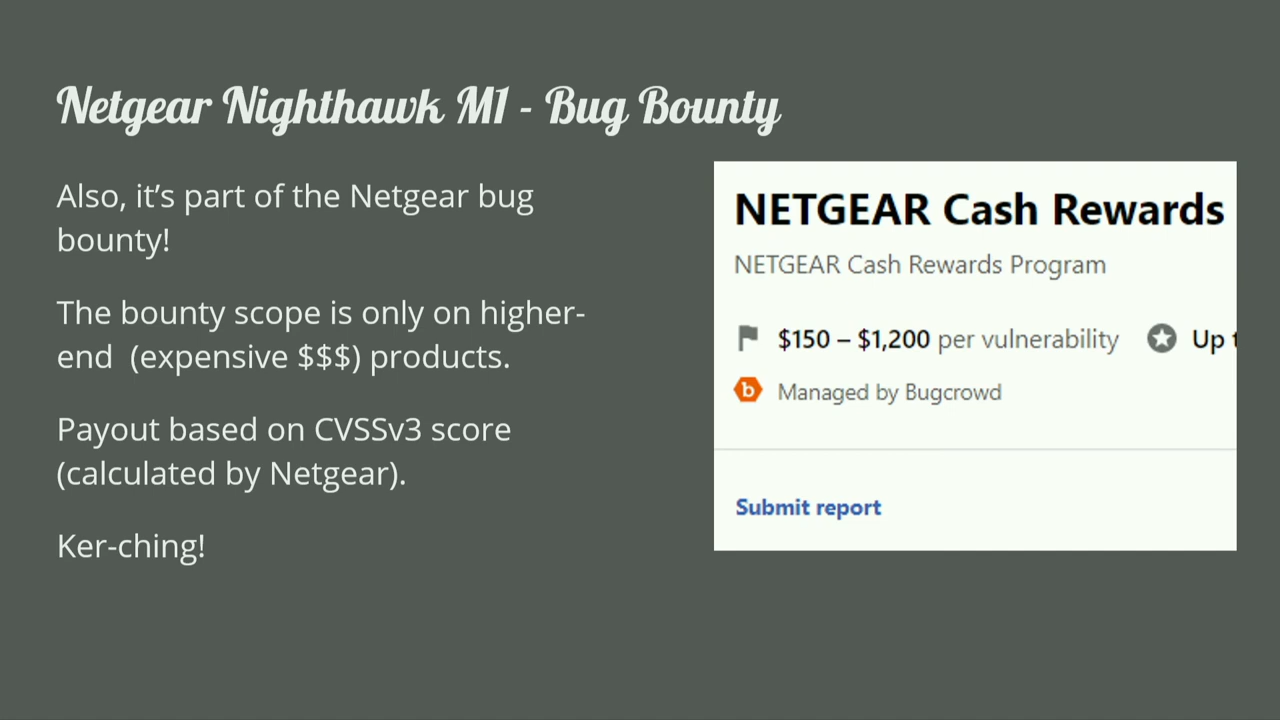 Netgear Nighthawk M1 - Bug Bounty
Also, it’s part of the Netgear bug
bounty!
The bounty scope is only on higher-
end  (expensive $$$) products.
Payout based on CVSSv3 score
(calculated by Netgear).
Ker-ching!
NETGEAR Cash Rewards
NETGEAR Cash Rewards Program
$150 – $1,200 per vulnerability
Up
b
Managed by Bugcrowd
Submit report